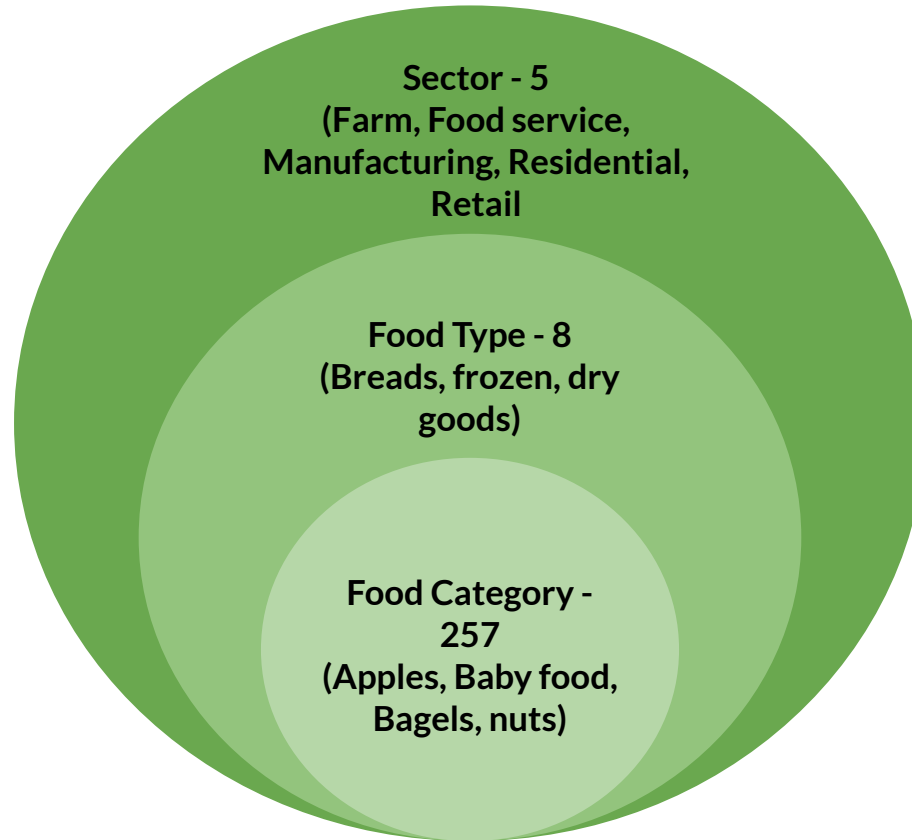 Sector - 5
(Farm, Food service,
Manufacturing, Residential,
Retail
Food Type - 8
(Breads, frozen, dry
goods)
Food Category -
257
(Apples, Baby food,
Bagels, nuts)